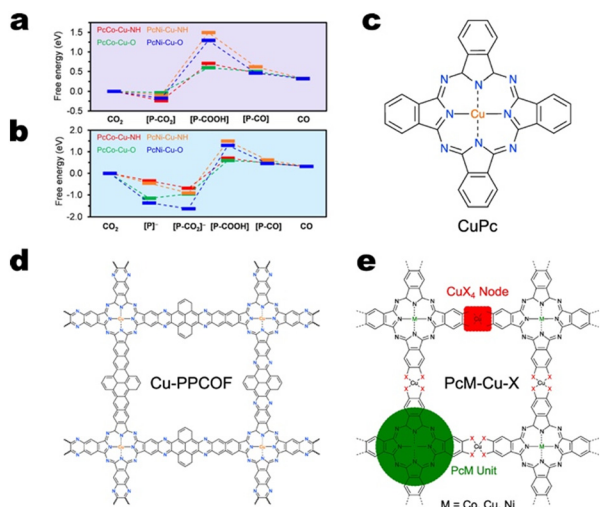 a
PcCo-Cu-NH PcNi-Cu-NH
PcCo-Cu-O PcNi-Cu-O
Free energy (eV)
1.5
1.0
0.5
0.0
-0.5
CO₂ [P-CO₂] [P-COOH] [P-CO] CO
b
PcCo-Cu-NH PcNi-Cu-NH
PcCo-Cu-O PcNi-Cu-O
Free energy (eV)
2.0
1.0
0.0
-1.0
-2.0
CO₂ [P]⁻ [P-CO₂]⁻ [P-COOH] [P-CO] CO
c
N N N
N Cu N
N N N
CuPc
d
Cu-PPCOF
e
CuX₄ Node
PcM-Cu-X
PcM Unit
M = Co, Cu, Ni